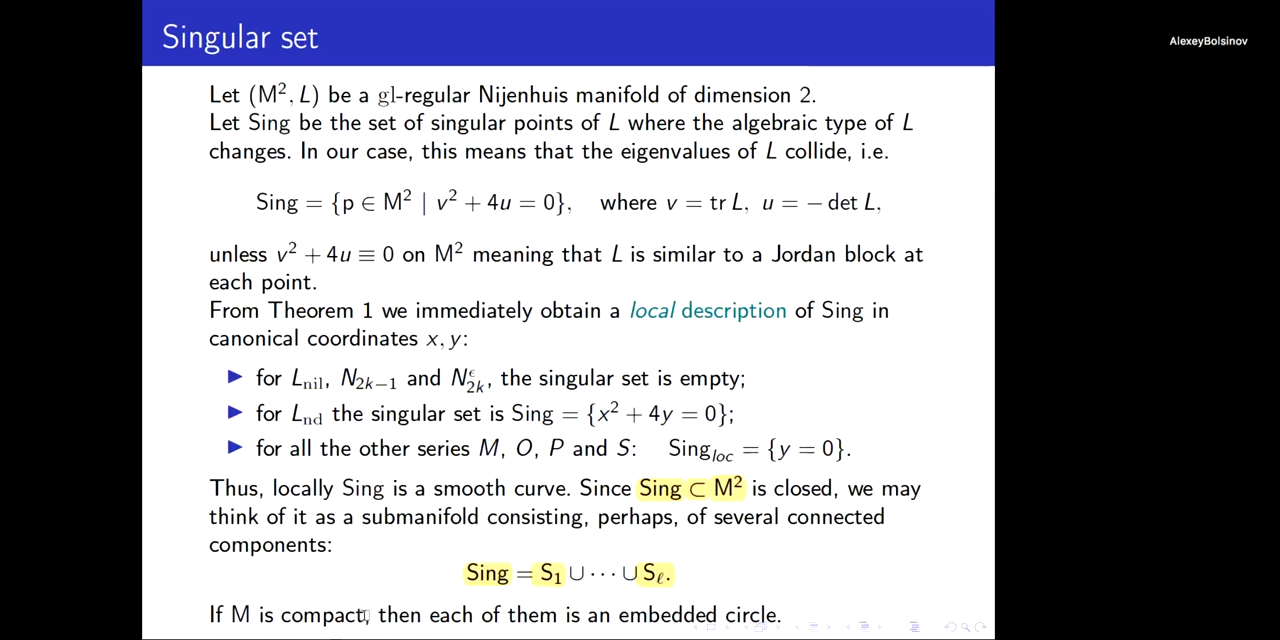 Singular set
AlexeyBolsinov
Let (M², L) be a gl-regular Nijenhuis manifold of dimension 2.
Let Sing be the set of singular points of L where the algebraic type of L
changes. In our case, this means that the eigenvalues of L collide, i.e.
Sing = {p ∈ M² | v² + 4u = 0}, where v = tr L, u = − det L,
unless v² + 4u ≡ 0 on M² meaning that L is similar to a Jordan block at
each point.
From Theorem 1 we immediately obtain a local description of Sing in
canonical coordinates x, y:
▶ for L_nil, N_{2k−1} and N^ϵ_{2k}, the singular set is empty;
▶ for L_nd the singular set is Sing = {x² + 4y = 0};
▶ for all the other series M, O, P and S: Sing_loc = {y = 0}.
Thus, locally Sing is a smooth curve. Since Sing ⊂ M² is closed, we may
think of it as a submanifold consisting, perhaps, of several connected
components:
Sing = S₁ ∪ ⋯ ∪ S_ℓ.
If M is compact, then each of them is an embedded circle.